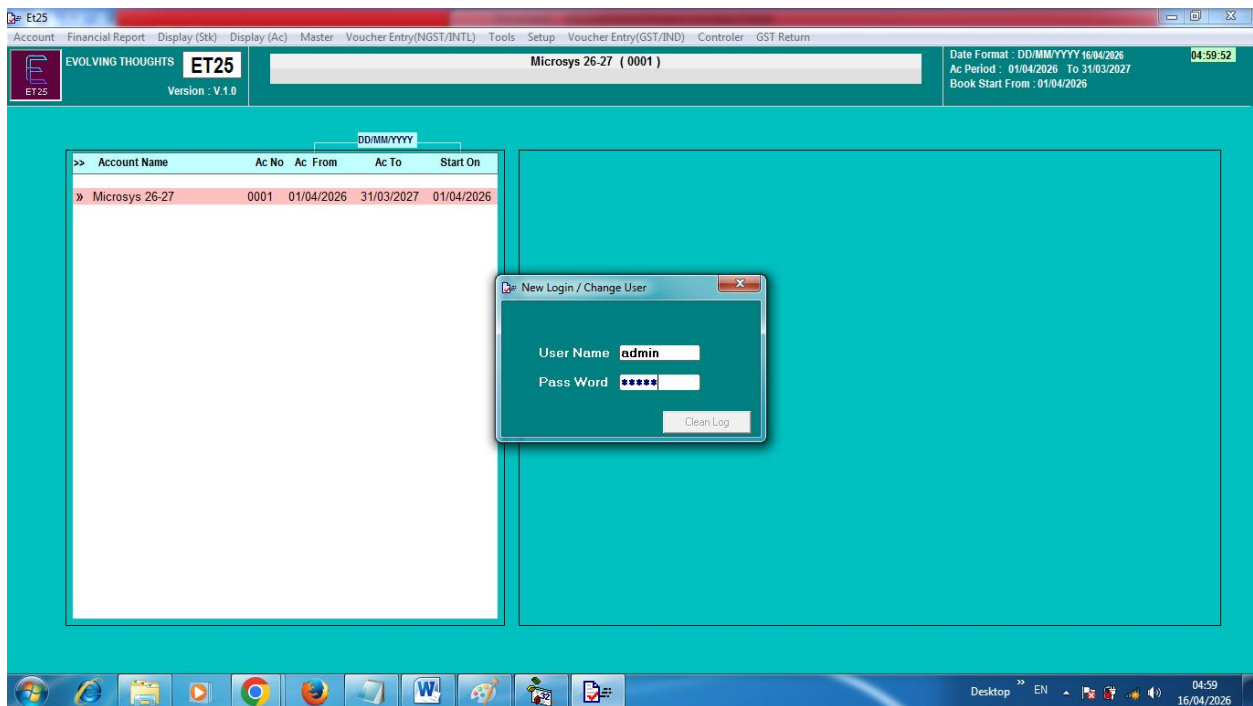 Et25
Account Financial Report Display (Stk) Display (Ac) Master Voucher Entry(NGST/INTL) Tools Setup Voucher Entry(GST/IND) Controler GST Return
ET25
EVOLVING THOUGHTS ET25
Version : V.1.0
Microsys 26-27 ( 0001 )
Date Format : DD/MM/YYYY 16/04/2026
Ac Period : 01/04/2026 To 31/03/2027
Book Start From : 01/04/2026
04:59:52
DD/MM/YYYY
>> Account Name Ac No Ac From Ac To Start On
» Microsys 26-27 0001 01/04/2026 31/03/2027 01/04/2026
New Login / Change User
User Name admin
Pass Word *****
Clean Log
Desktop » EN 04:59
16/04/2026